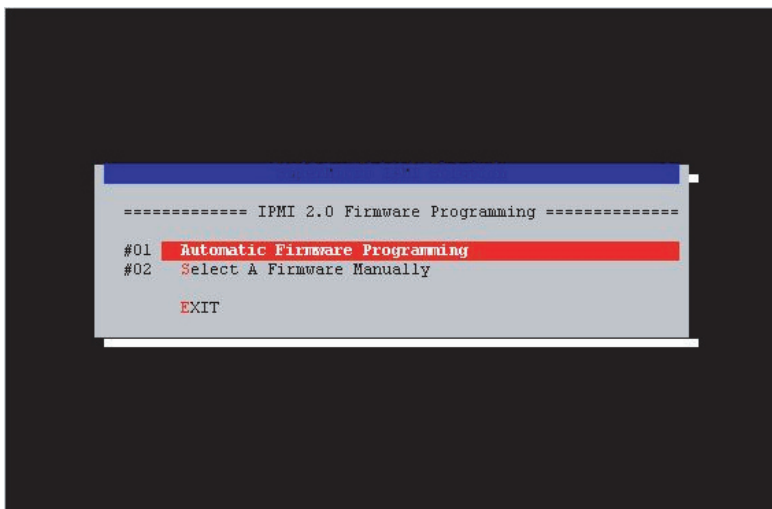 ============= IPMI 2.0 Firmware Programming ==============
#01 Automatic Firmware Programming
#02 Select A Firmware Manually
EXIT